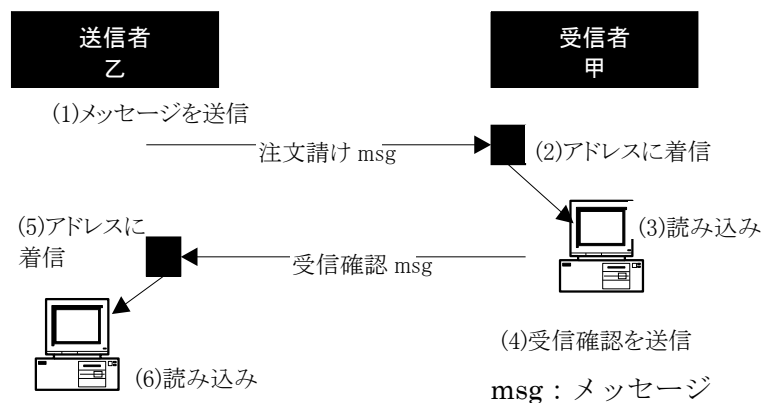 送信者
乙
受信者
甲
(1)メッセージを送信
注文請け msg
(2)アドレスに着信
(3)読み込み
(5)アドレスに
着信
受信確認 msg
(4)受信確認を送信
(6)読み込み
msg：メッセージ